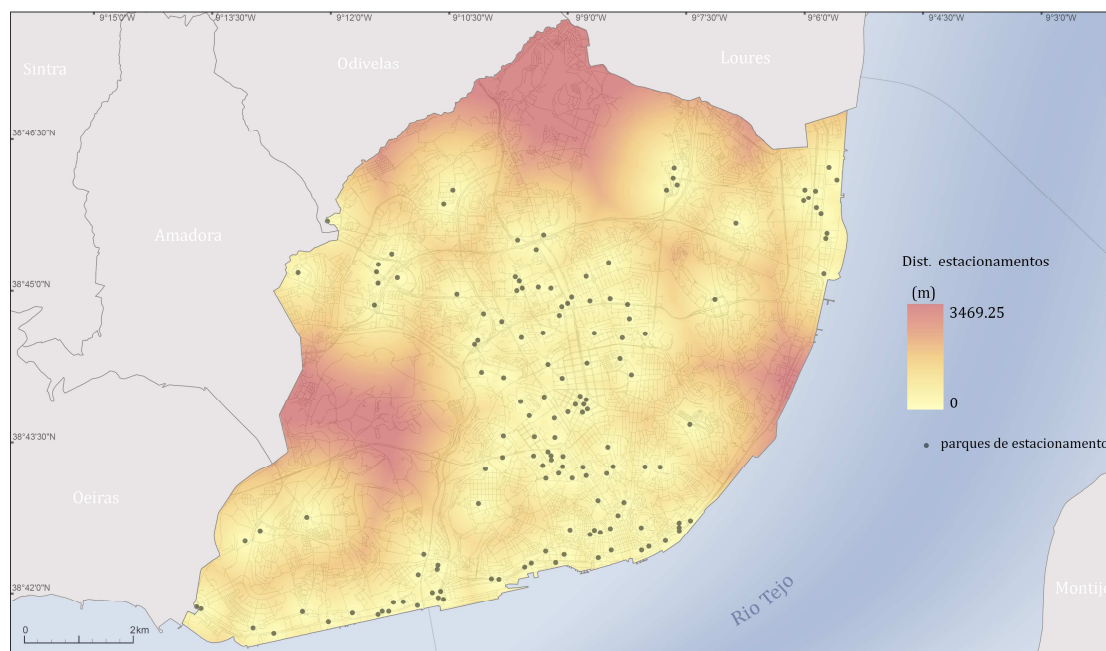 9°15'0"W 9°13'30"W 9°12'0"W 9°10'30"W 9°9'0"W 9°7'30"W 9°6'0"W 9°4'30"W 9°3'0"W
Sintra
Odivelas
Loures
38°46'30"N
Amadora
Dist. estacionamentos
38°45'0"N
(m)
3469.25
0
38°43'30"N
parques de estacionamento
Oeiras
38°42'0"N
Montijo
Rio Tejo
0 2km